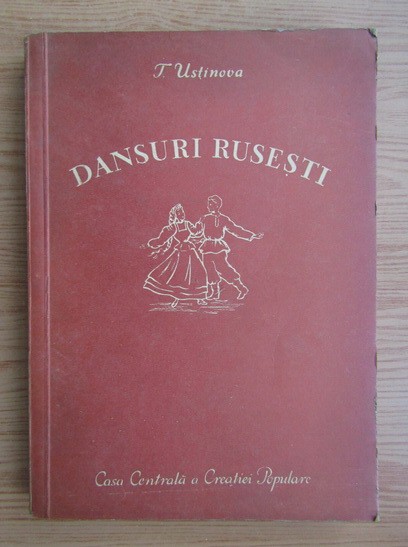 T. Ustinova
DANSURI RUSEȘTI
Casa Centrală a Creației Populare